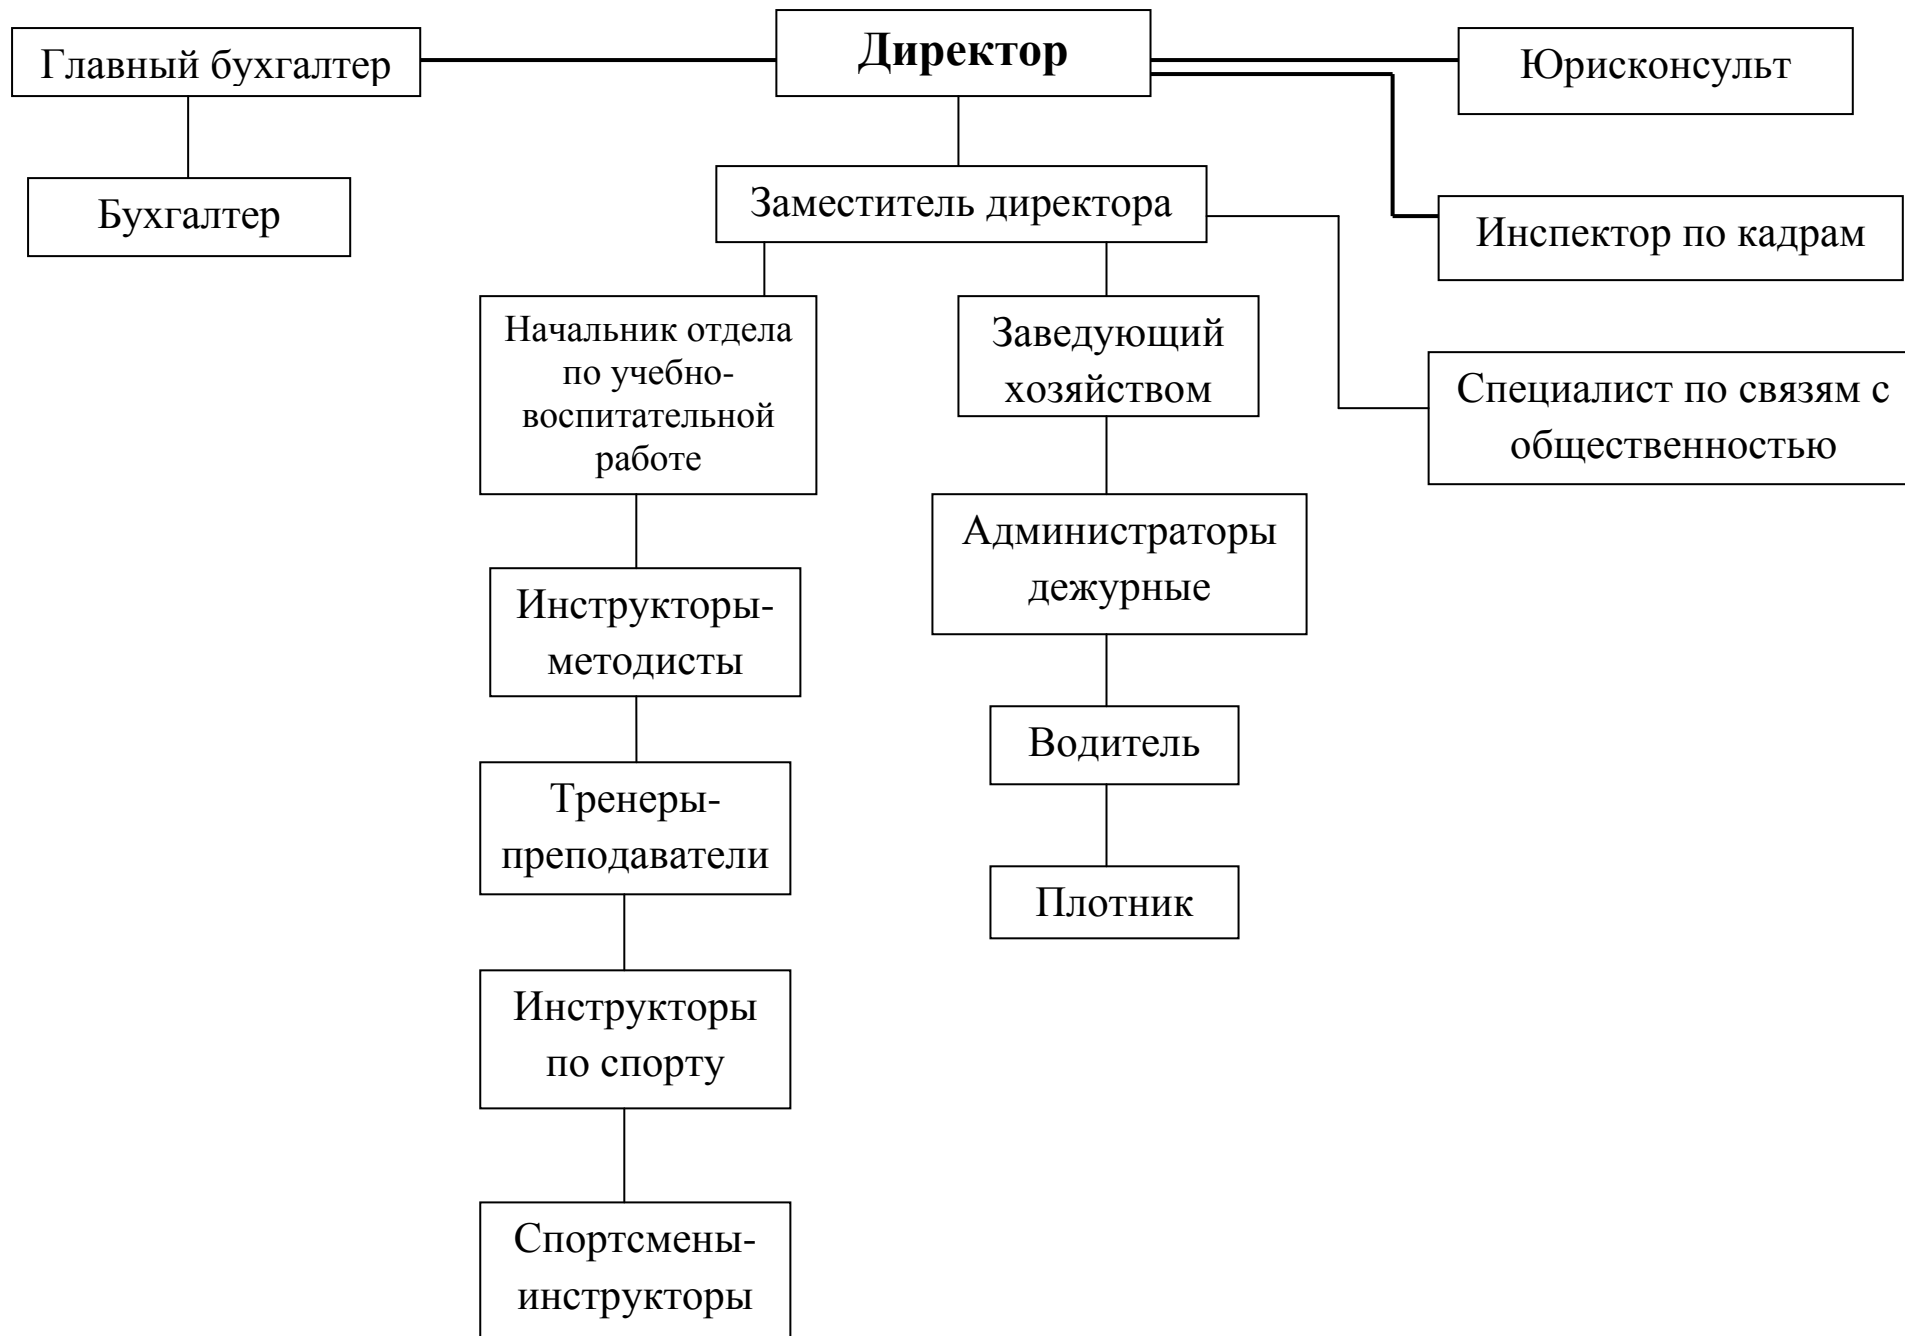 Директор
Главный бухгалтер
Юрисконсульт
Заместитель директора
Бухгалтер
Инспектор по кадрам
Начальник отдела
по учебно-
воспитательной
работе
Заведующий
хозяйством
Специалист по связям с
общественностью
Администраторы
дежурные
Инструкторы-
методисты
Водитель
Тренеры-
преподаватели
Плотник
Инструкторы
по спорту
Спортсмены-
инструкторы